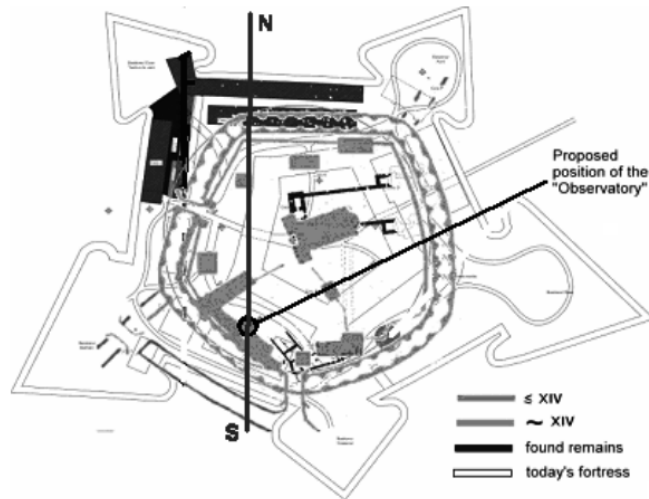 N
Proposed
position of the
"Observatory"
S
≤ XIV
~ XIV
found remains
today's fortress